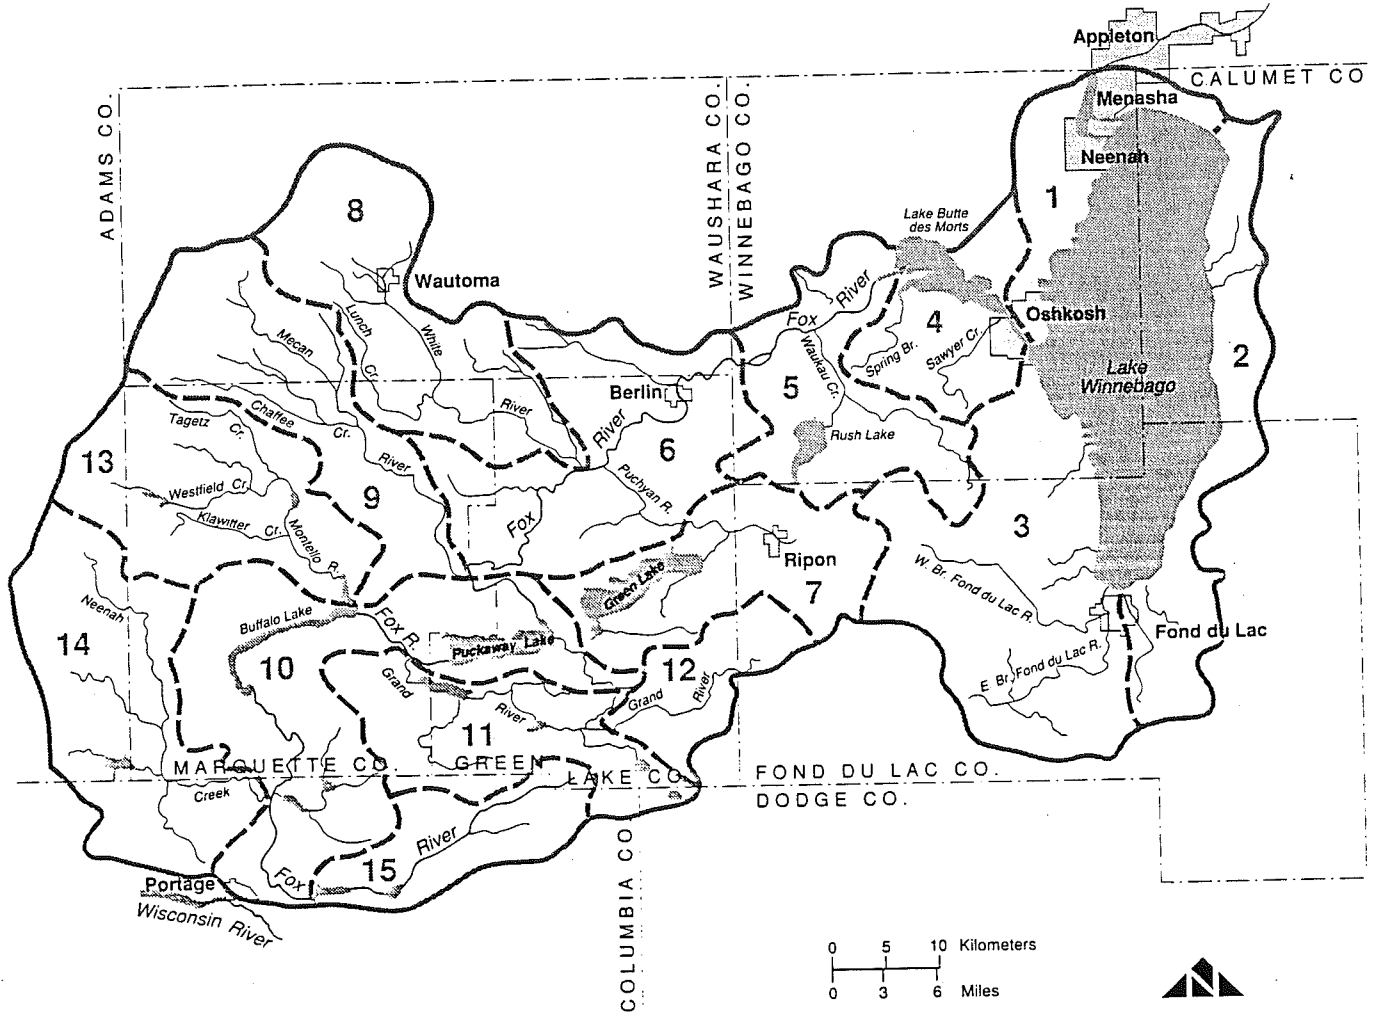 Appleton
CALUMET CO
Menasha
Neenah
ADAMS CO.
WAUSHARA CO.
WINNEBAGO CO.
8
1
Lake Butte
des Morts
Wautoma
Fox
River
Oshkosh
4
Lunch
Cr.
White
River
Mecan
River
Spring Br.
Sawyer Cr.
Waukau Cr.
2
Lake
Winnebago
Berlin
5
River
6
Rush Lake
Chaffee
Cr.
Tagetz
Cr.
13
Westfield Cr.
9
Klawitter Cr.
Montello R.
Puchyan R.
Fox
3
Ripon
W. Br. Fond du Lac R.
Green Lake
7
Neenah
Buffalo Lake
Fox R.
Puckaway Lake
Fond du Lac
14
10
12
Grand
River
E. Br. Fond du Lac R.
Grand
River
11
MARQUETTE CO.
GREEN
LAKE CO.
FOND DU LAC CO.
DODGE CO.
Creek
River
15
Fox
Portage
Wisconsin River
COLUMBIA CO.
0 5 10 Kilometers
0 3 6 Miles
N